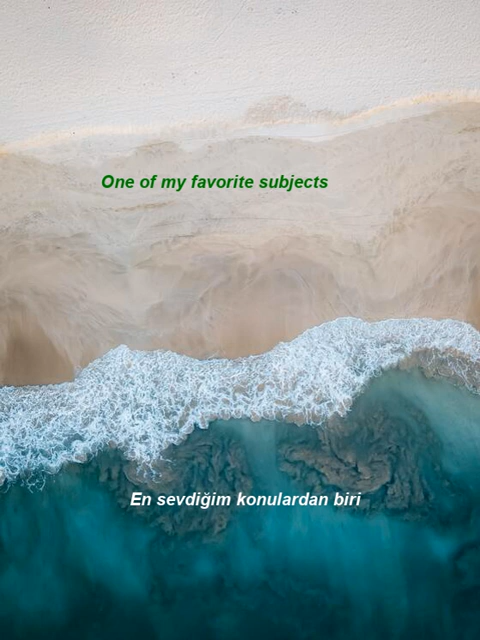 One of my favorite subjects
En sevdiğim konulardan biri